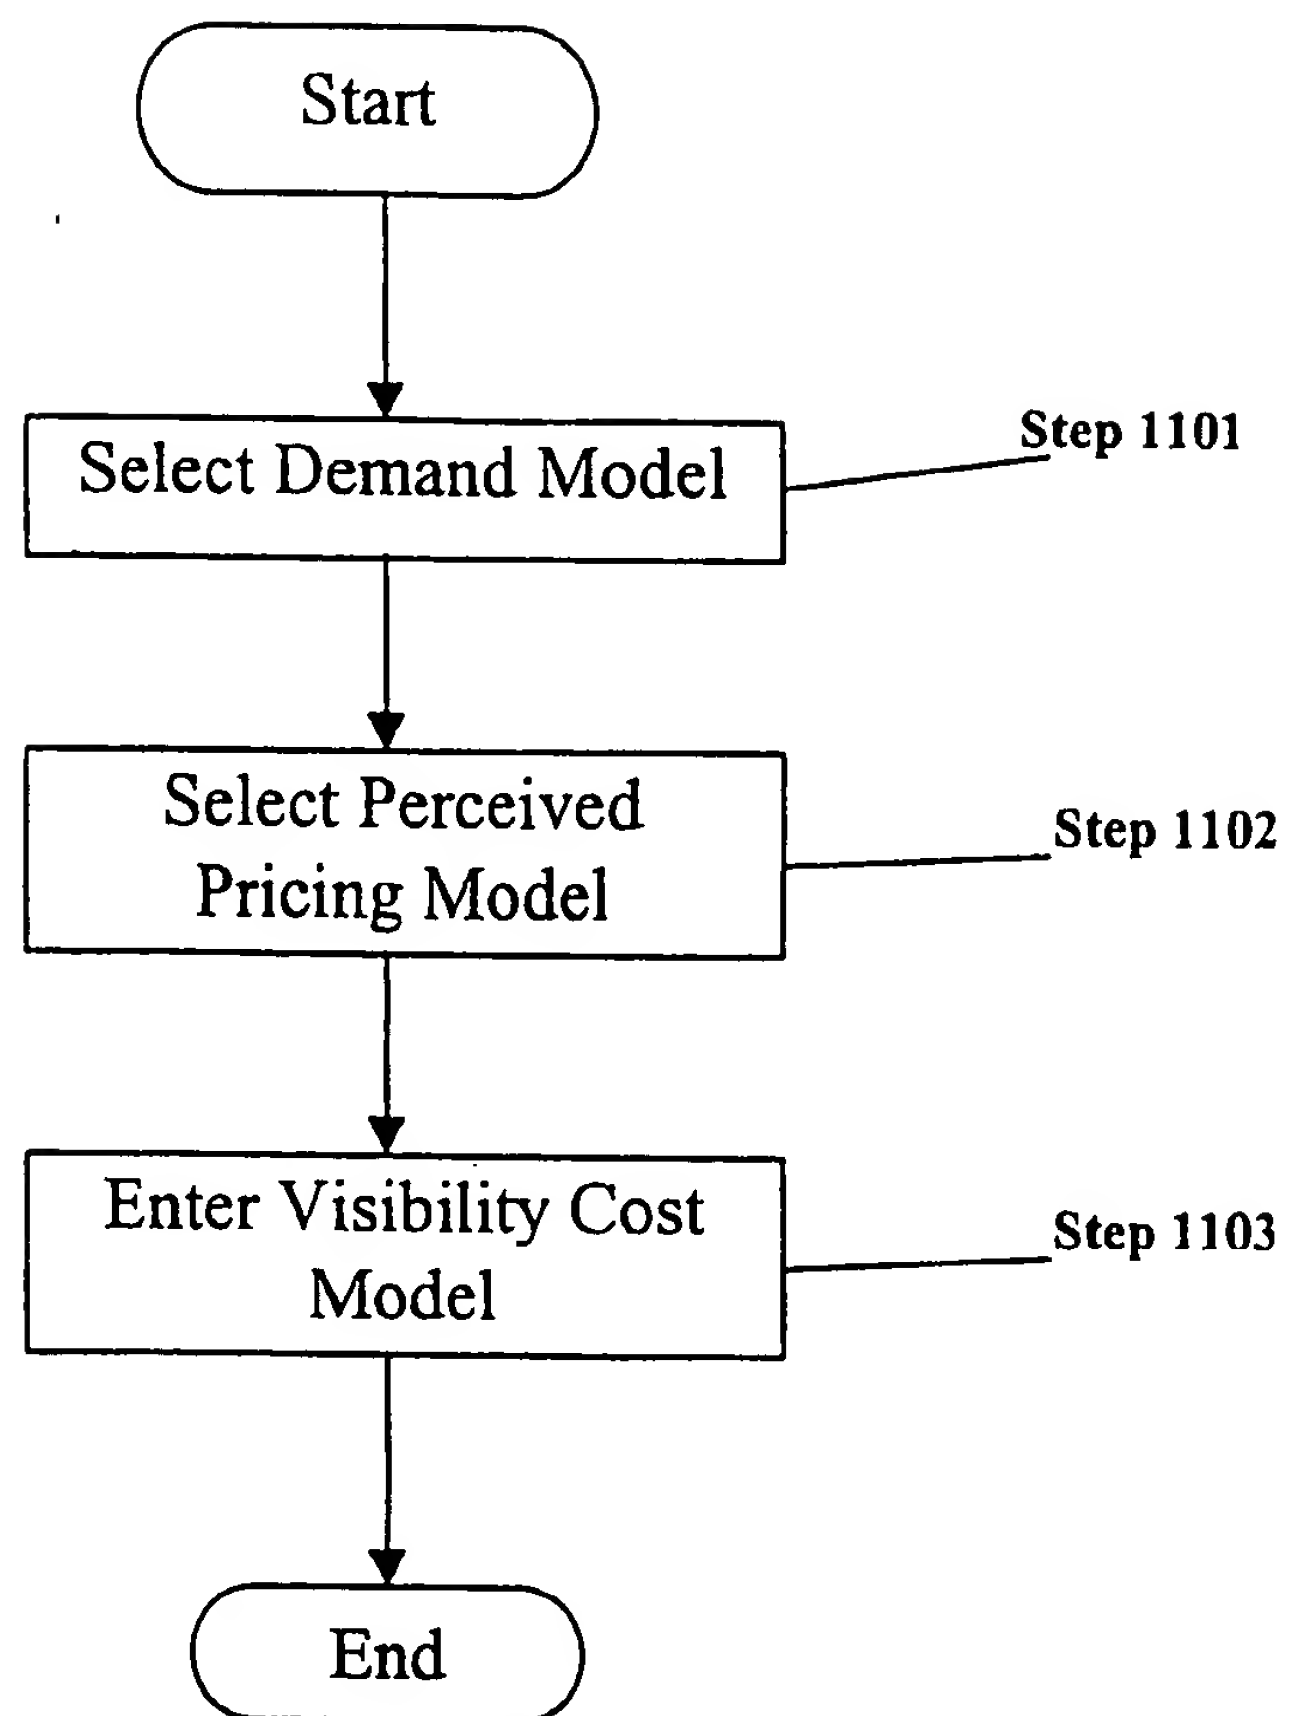 Start
Select Demand Model
Step 1101
Select Perceived
Pricing Model
Step 1102
Enter Visibility Cost
Model
Step 1103
End